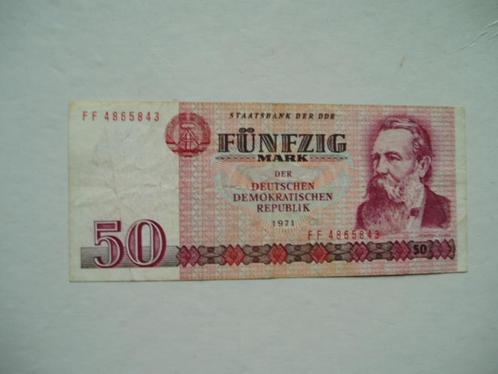 FF 4865843
STAATSBANK DER DDR
FÜNFZIG
MARK
DER
DEUTSCHEN
DEMOKRATISCHEN
REPUBLIK
1971
FF 4865843
50
50